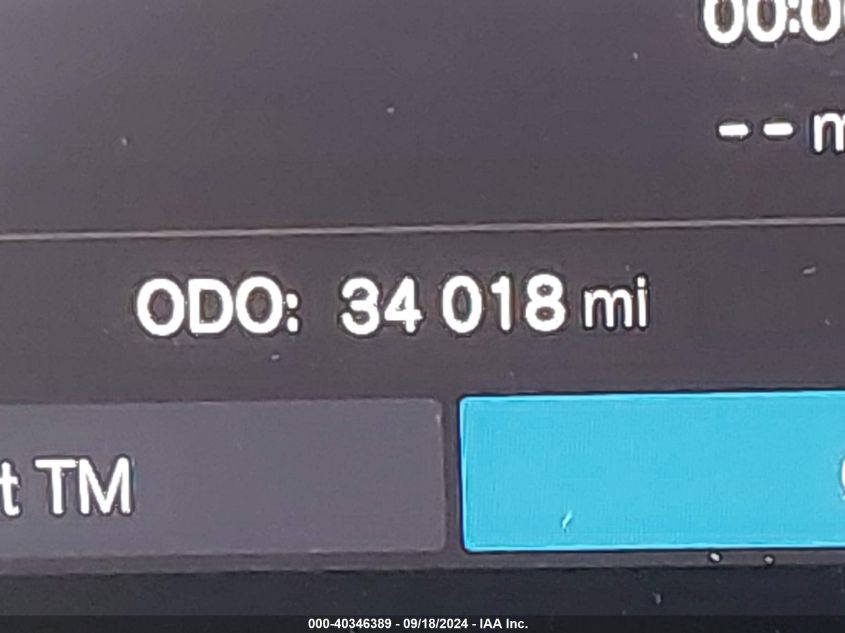 00:0
-- m
ODO: 34 018 mi
t TM
000-40346389 - 09/18/2024 - IAA Inc.